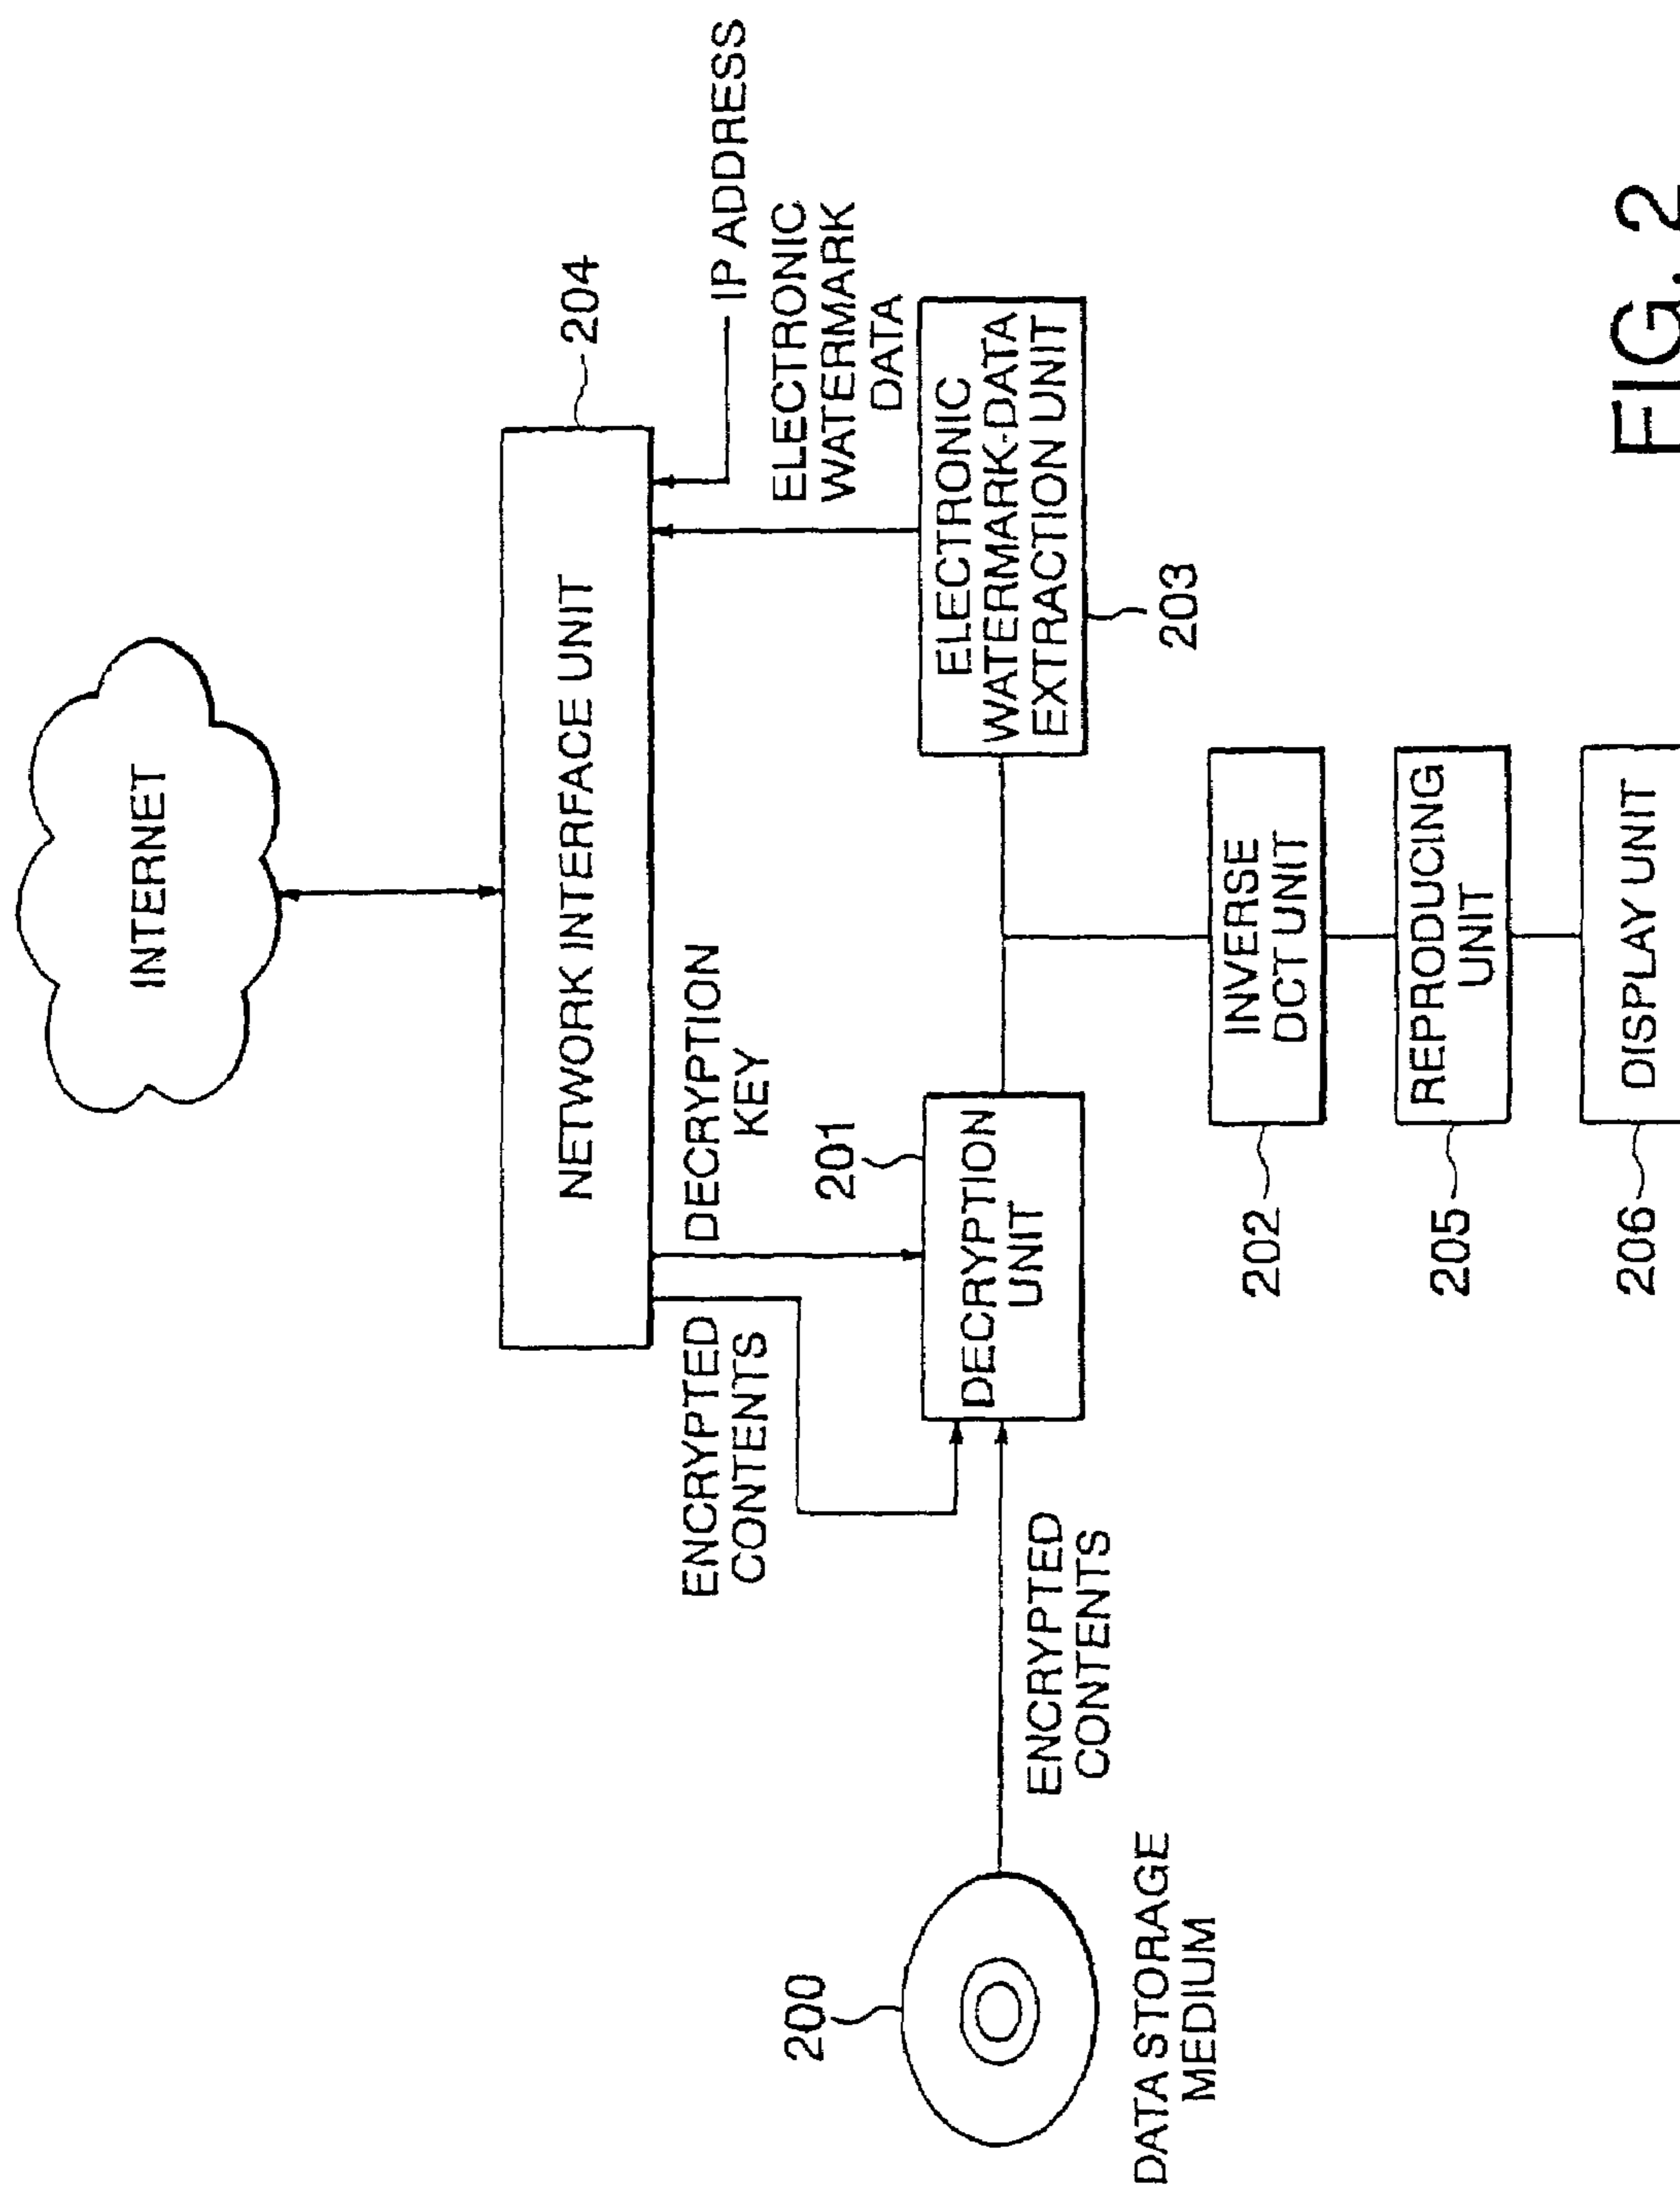 INTERNET
NETWORK INTERFACE UNIT
204
ENCRYPTED
CONTENTS
DECRYPTION
KEY
IP ADDRESS
ELECTRONIC
WATERMARK
DATA
200
201
DECRYPTION
UNIT
ELECTRONIC
WATERMARK-DATA
EXTRACTION UNIT
203
ENCRYPTED
CONTENTS
DATA STORAGE
MEDIUM
202
INVERSE
DCT UNIT
205
REPRODUCING
UNIT
206
DISPLAY UNIT
FIG. 2